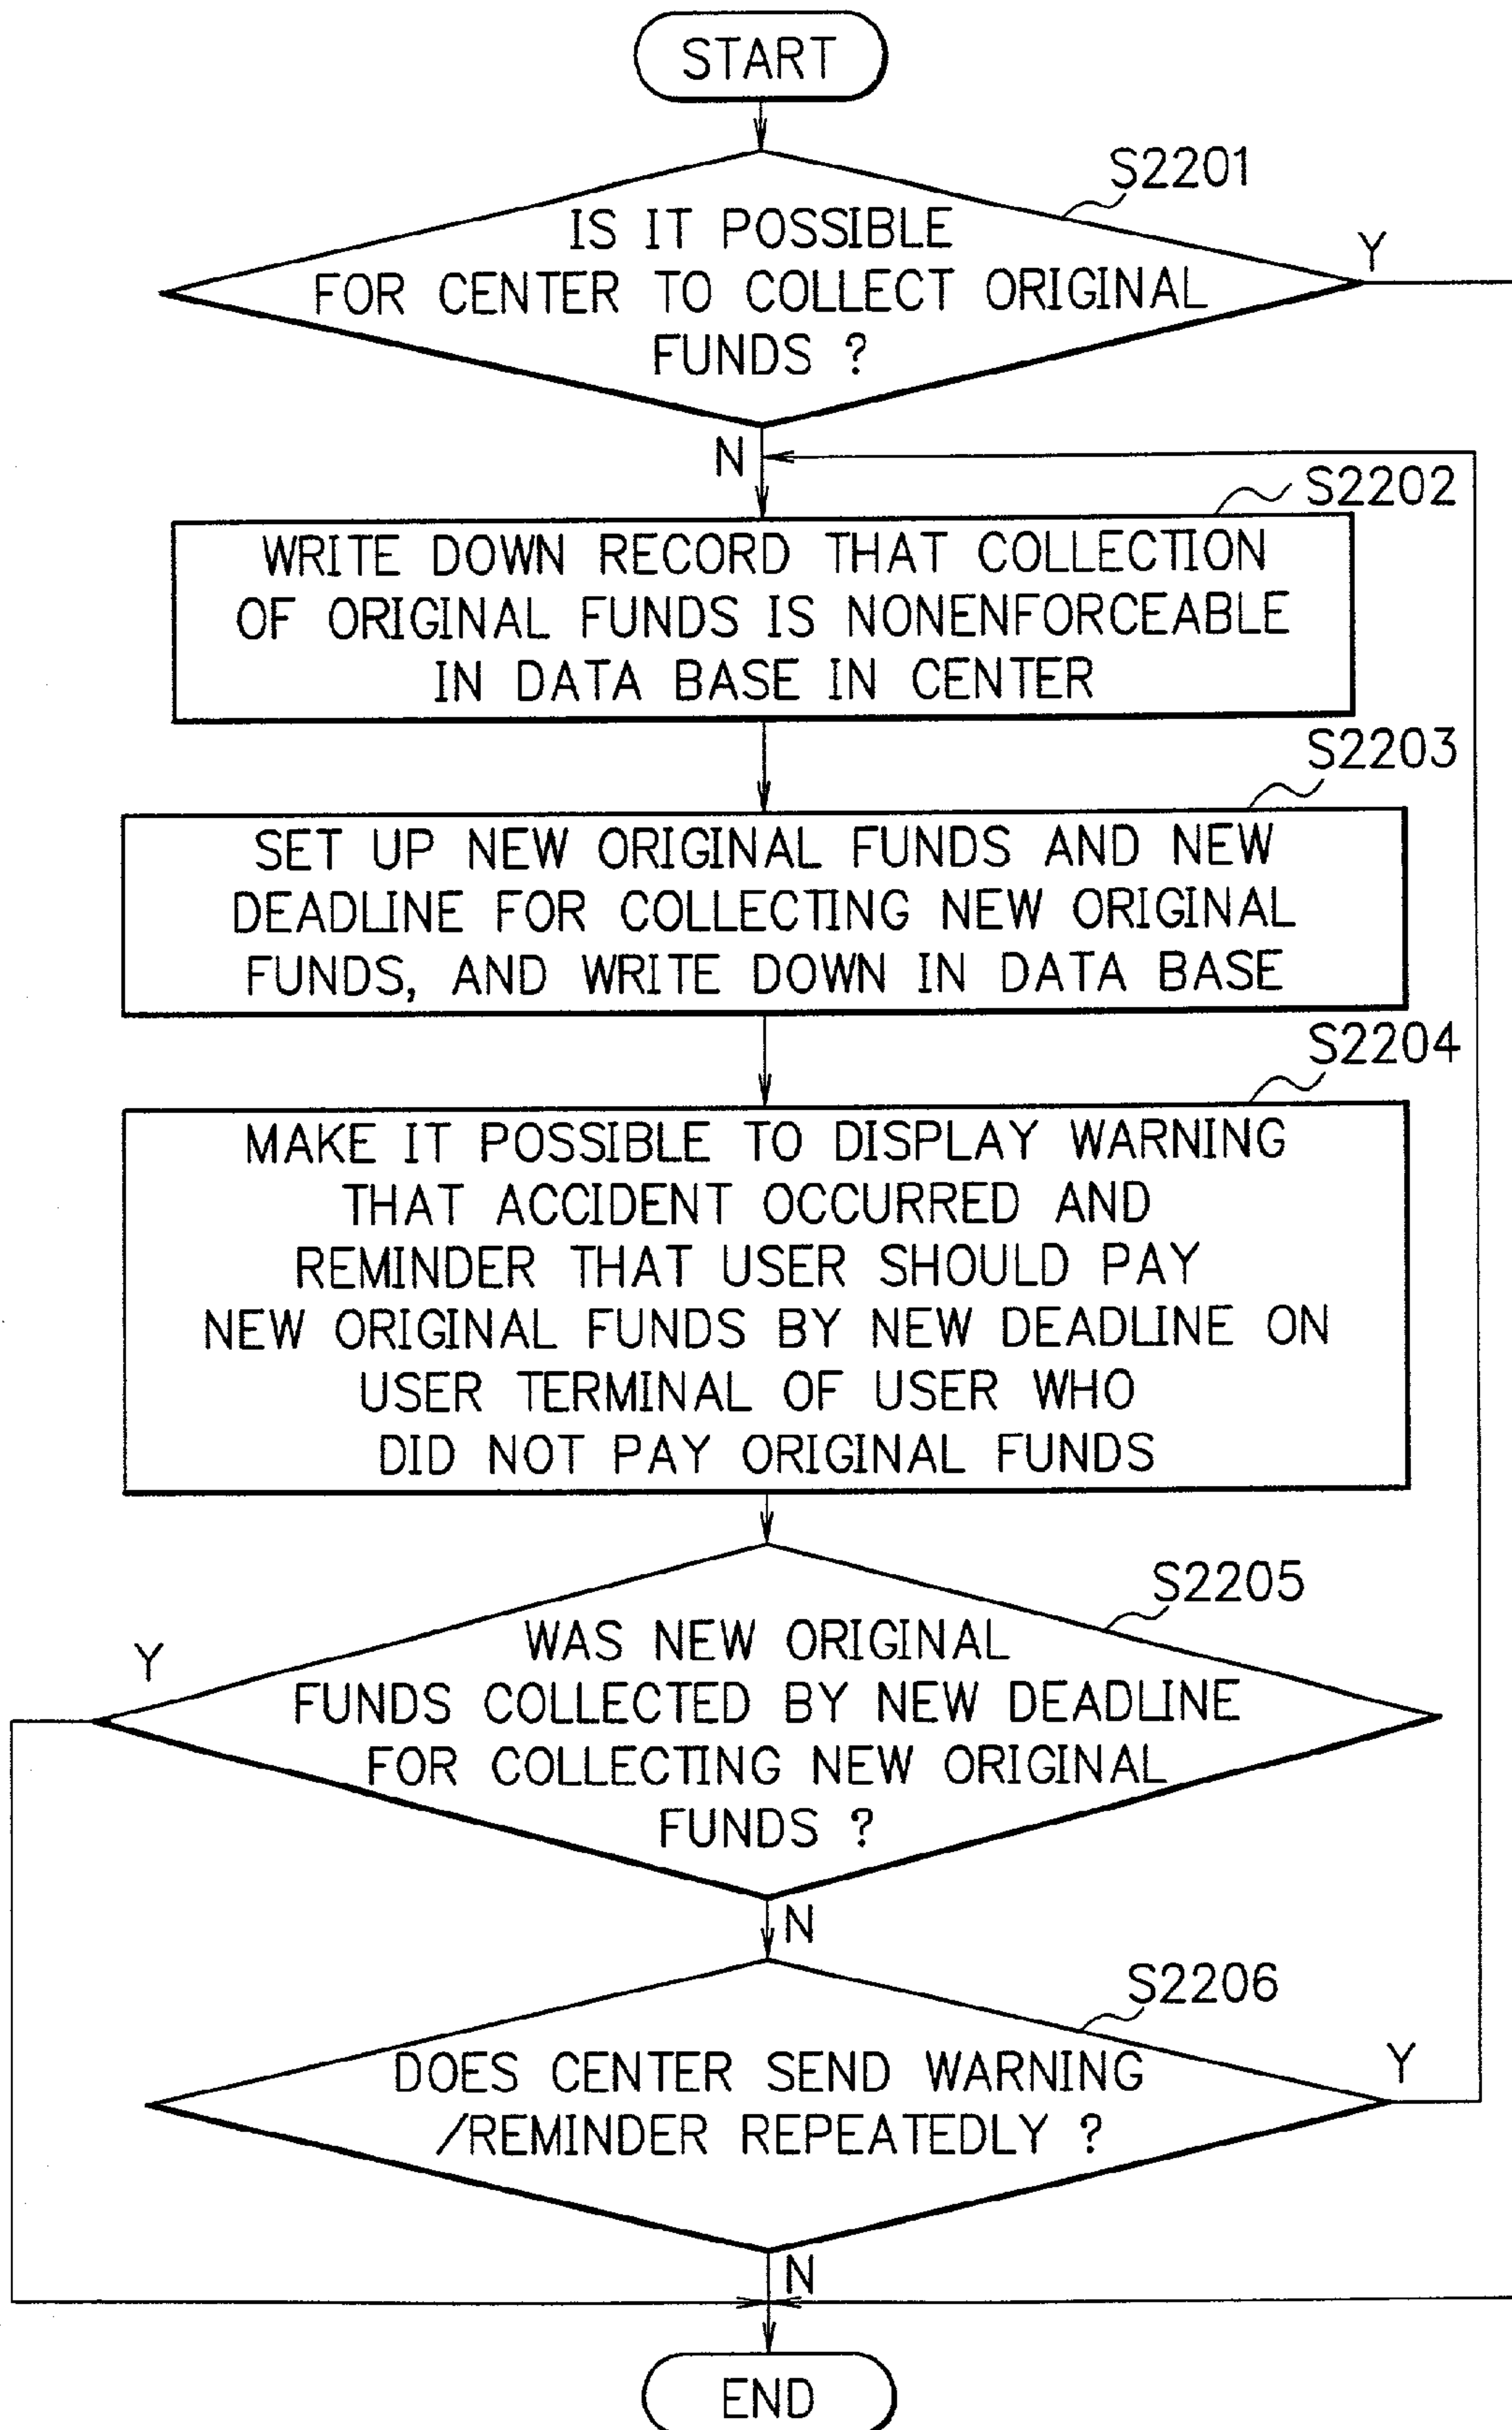 START
S2201
IS IT POSSIBLE
FOR CENTER TO COLLECT ORIGINAL
FUNDS ?
Y
N
S2202
WRITE DOWN RECORD THAT COLLECTION
OF ORIGINAL FUNDS IS NONENFORCEABLE
IN DATA BASE IN CENTER
S2203
SET UP NEW ORIGINAL FUNDS AND NEW
DEADLINE FOR COLLECTING NEW ORIGINAL
FUNDS, AND WRITE DOWN IN DATA BASE
S2204
MAKE IT POSSIBLE TO DISPLAY WARNING
THAT ACCIDENT OCCURRED AND
REMINDER THAT USER SHOULD PAY
NEW ORIGINAL FUNDS BY NEW DEADLINE ON
USER TERMINAL OF USER WHO
DID NOT PAY ORIGINAL FUNDS
S2205
Y
WAS NEW ORIGINAL
FUNDS COLLECTED BY NEW DEADLINE
FOR COLLECTING NEW ORIGINAL
FUNDS ?
N
S2206
DOES CENTER SEND WARNING
/REMINDER REPEATEDLY ?
Y
N
END